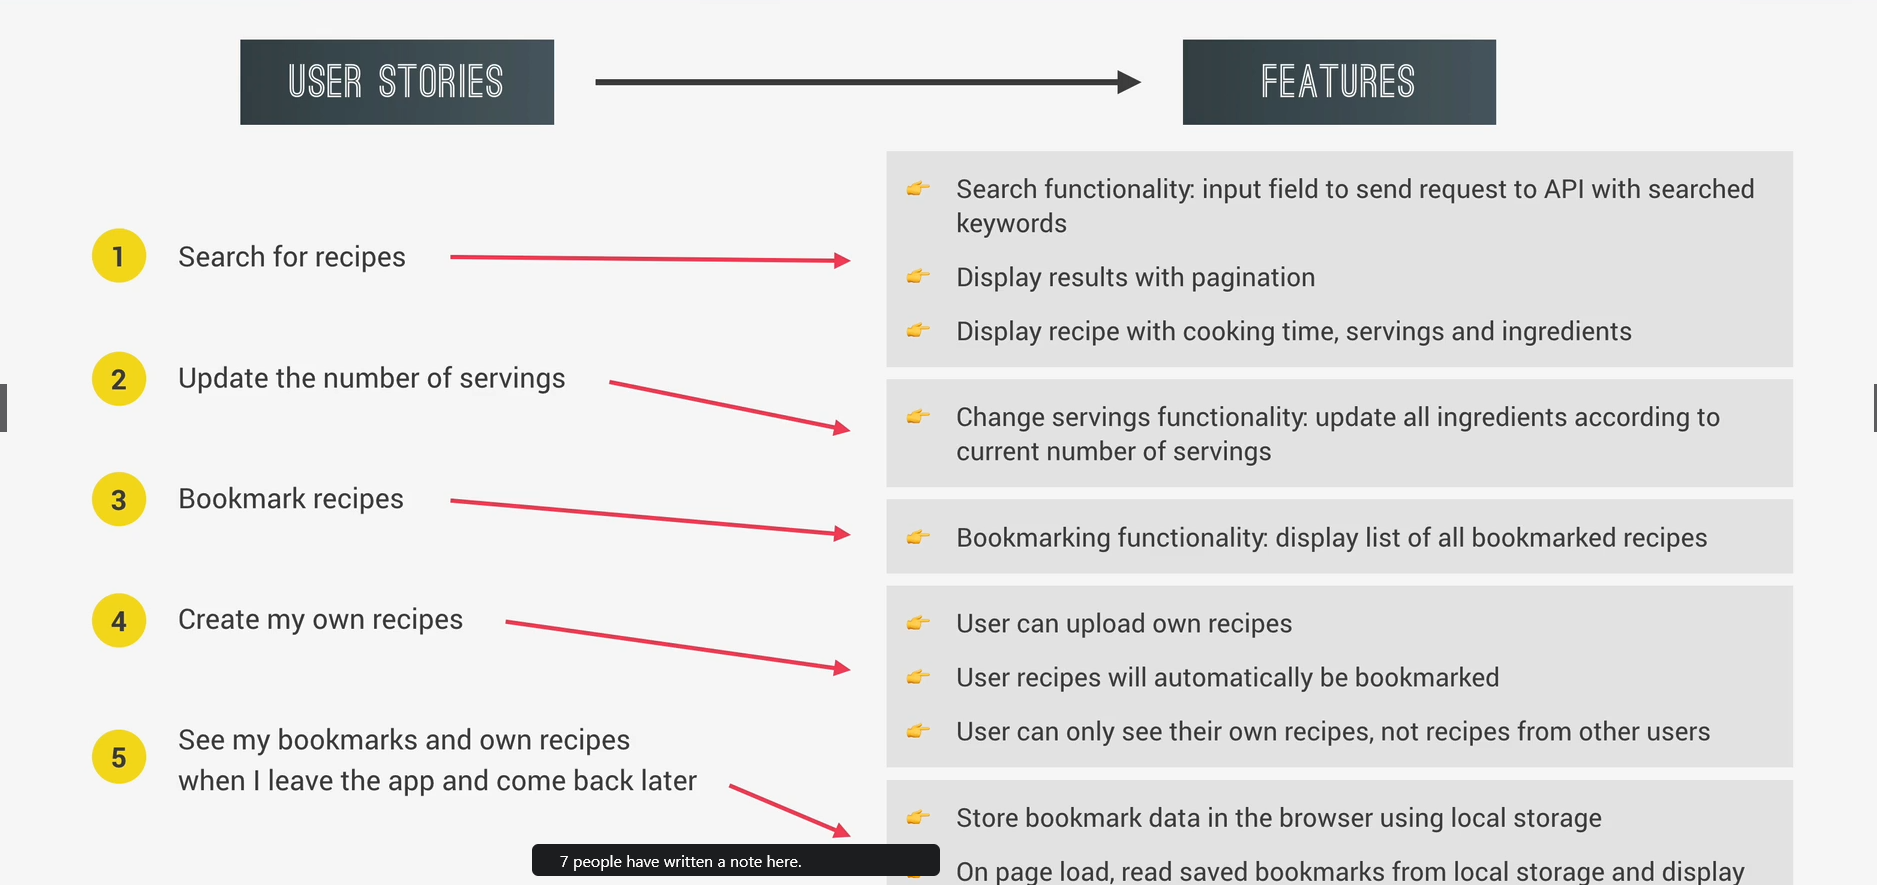 USER STORIES
FEATURES
1
Search for recipes
Search functionality: input field to send request to API with searched
keywords
Display results with pagination
Display recipe with cooking time, servings and ingredients
2
Update the number of servings
Change servings functionality: update all ingredients according to
current number of servings
3
Bookmark recipes
Bookmarking functionality: display list of all bookmarked recipes
4
Create my own recipes
User can upload own recipes
User recipes will automatically be bookmarked
User can only see their own recipes, not recipes from other users
5
See my bookmarks and own recipes
when I leave the app and come back later
Store bookmark data in the browser using local storage
On page load, read saved bookmarks from local storage and display
7 people have written a note here.